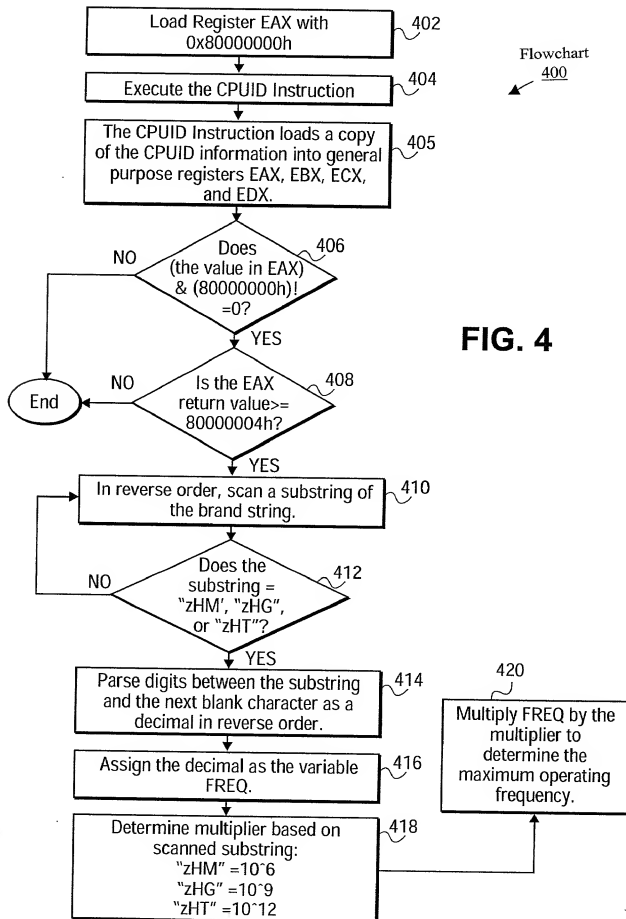 Load Register EAX with
0x80000000h
402
Flowchart
400
Execute the CPUID Instruction
404
The CPUID Instruction loads a copy
of the CPUID information into general
purpose registers EAX, EBX, ECX,
and EDX.
405
Does
(the value in EAX)
& (80000000h)!
=0?
406
NO
YES
FIG. 4
Is the EAX
return value>=
80000004h?
408
NO
End
YES
In reverse order, scan a substring of
the brand string.
410
Does the
substring =
“zHM’, “zHG”,
or “zHT”?
412
NO
YES
Parse digits between the substring
and the next blank character as a
decimal in reverse order.
414
Assign the decimal as the variable
FREQ.
416
Determine multiplier based on
scanned substring:
“zHM” =10^6
“zHG” =10^9
“zHT” =10^12
418
420
Multiply FREQ by the
multiplier to
determine the
maximum operating
frequency.